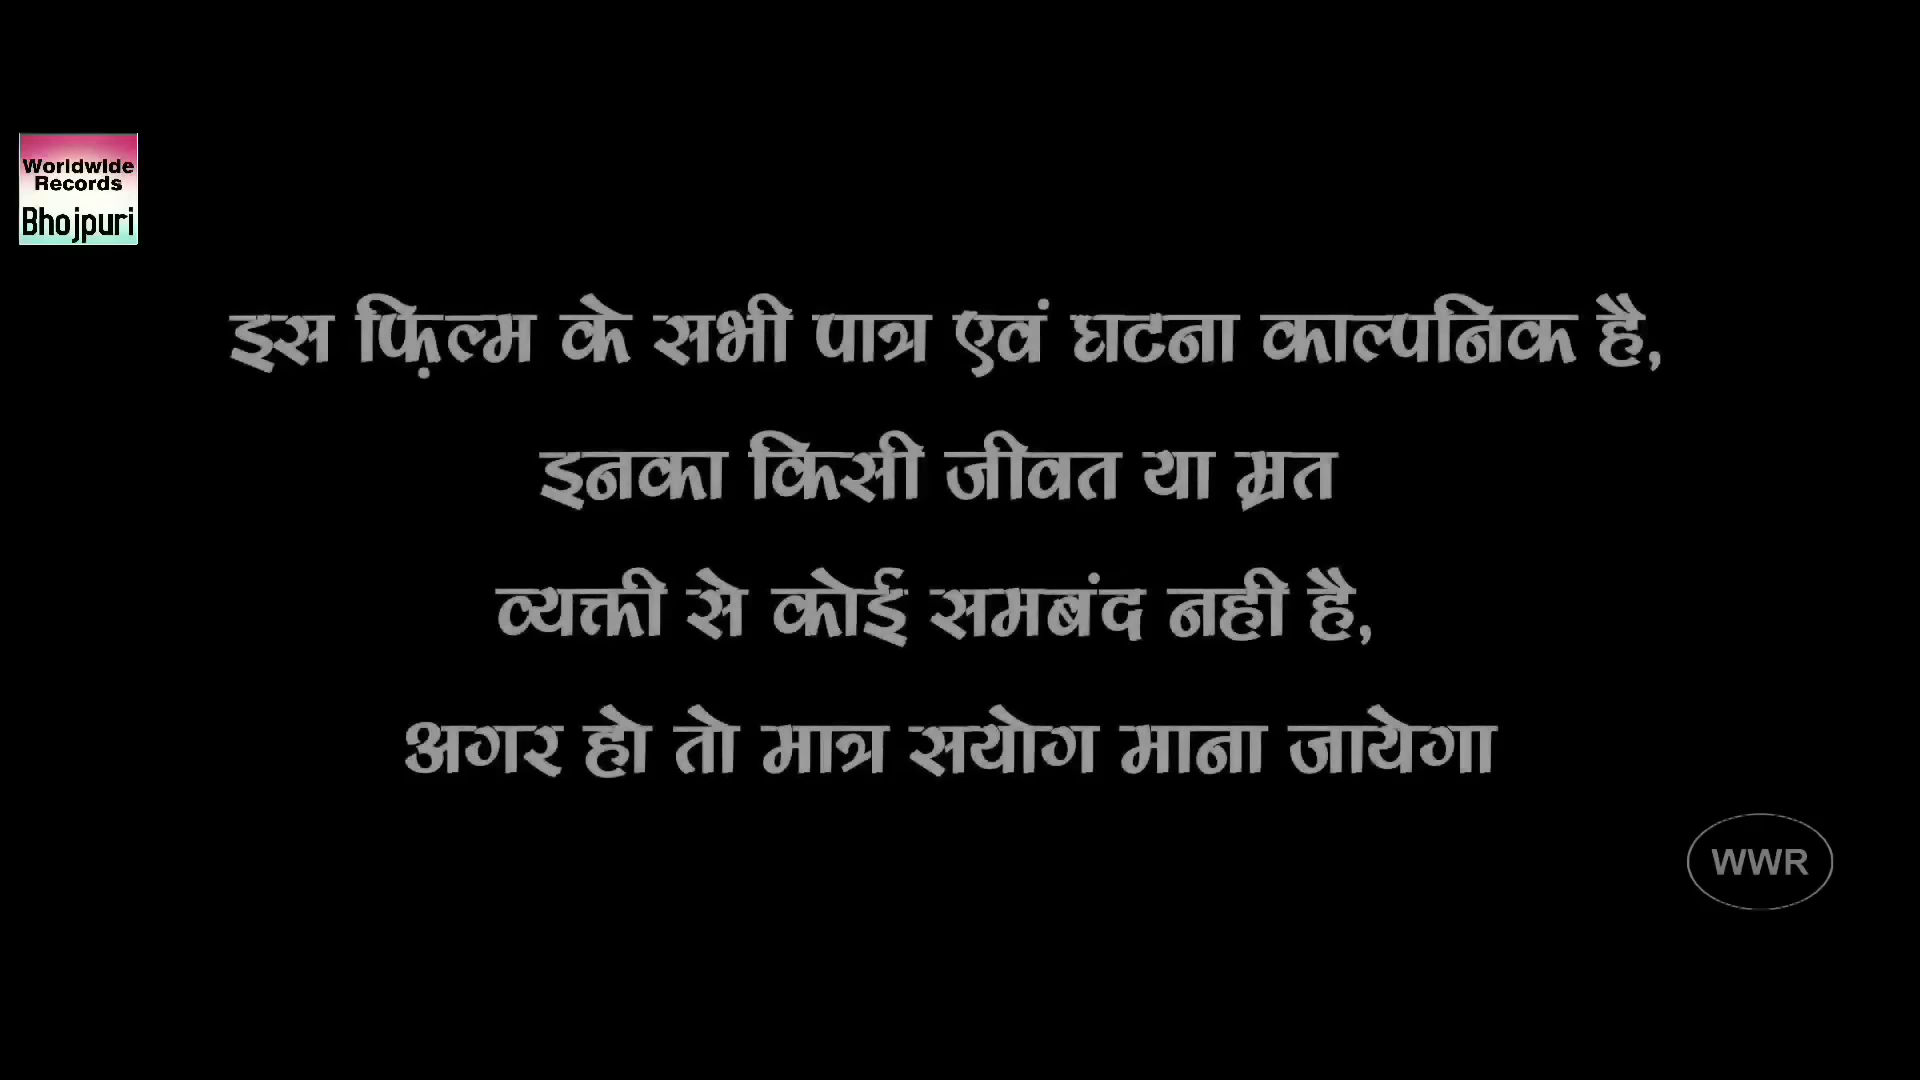 Worldwide
Records
Bhojpuri
इस फ़िल्म के सभी पात्र एवं घटना काल्पनिक है,
इनका किसी जीवत या म्रत
व्यक्ती से कोई समबंद नही है,
अगर हो तो मात्र सयोग माना जायेगा
WWR